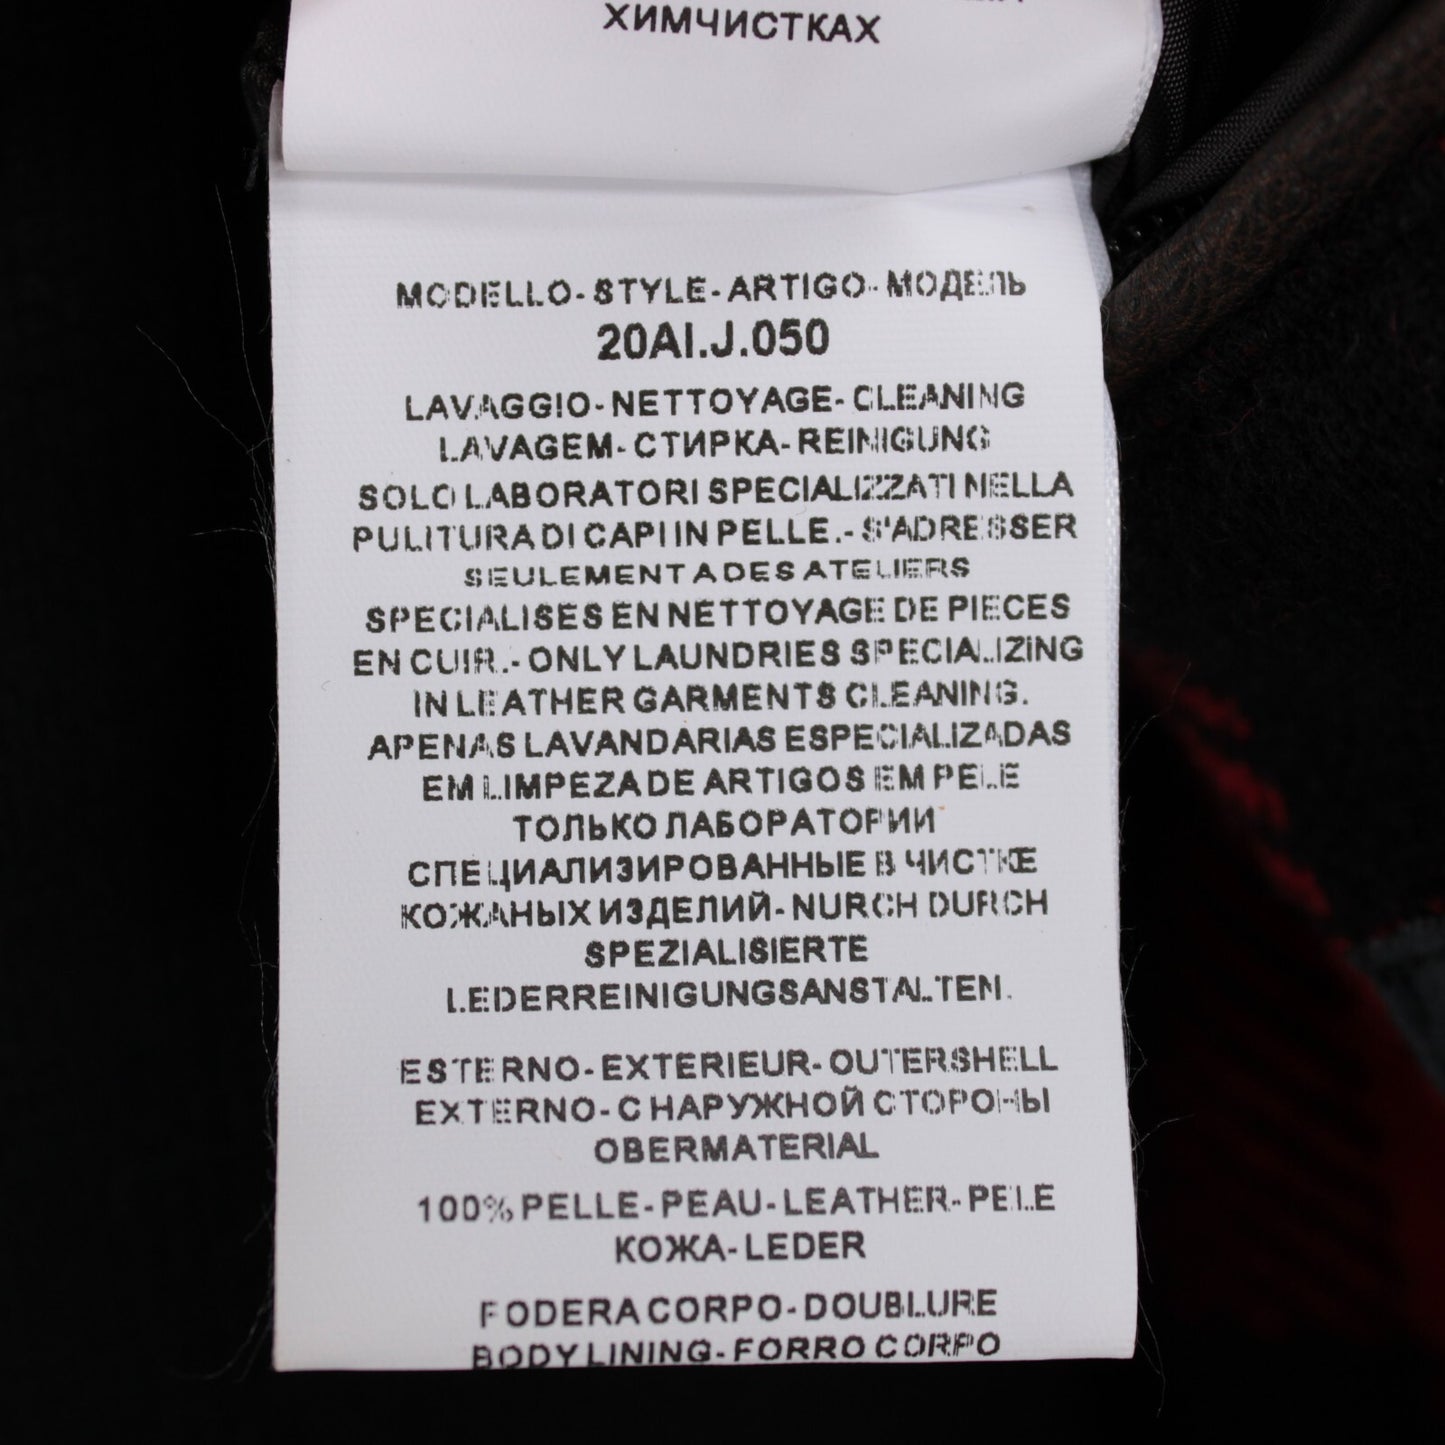 ХИМЧИСТКАХ
MODELLO-STYLE-ARTIGO-МОДЕЛЬ
20AI.J.050
LAVAGGIO-NETTOYAGE-CLEANING
LAVAGEM-СТИРКА-REINIGUNG
SOLO LABORATORI SPECIALIZZATI NELLA
PULITURA DI CAPI IN PELLE.-S'ADRESSER
SEULEMENT A DES ATELIERS
SPECIALISES EN NETTOYAGE DE PIECES
EN CUIR.-ONLY LAUNDRIES SPECIALIZING
IN LEATHER GARMENTS CLEANING.
APENAS LAVANDARIAS ESPECIALIZADAS
EM LIMPEZA DE ARTIGOS EM PELE
ТОЛЬКО ЛАБОРАТОРИИ
СПЕЦИАЛИЗИРОВАННЫЕ В ЧИСТКЕ
КОЖАНЫХ ИЗДЕЛИЙ-NURCH DURCH
SPEZIALISIERTE
LEDERREINIGUNGSANSTALTEN.
ESTERNO-EXTERIEUR-OUTERSHELL
EXTERNO-С НАРУЖНОЙ СТОРОНЫ
OBERMATERIAL
100% PELLE-PEAU-LEATHER-PELE
КОЖА-LEDER
FODERA CORPO-DOUBLURE
BODY LINING-FORRO CORPO